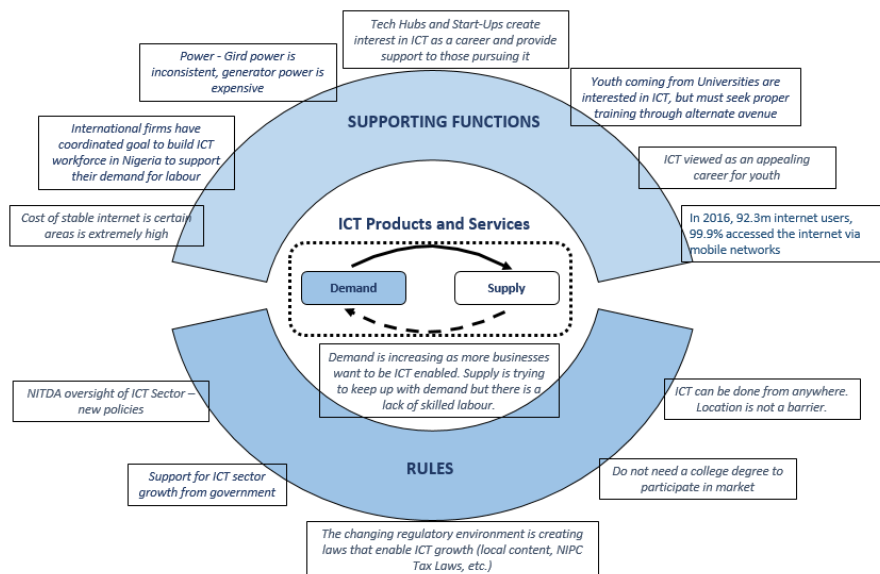 Tech Hubs and Start-Ups create
interest in ICT as a career and provide
support to those pursuing it
Power - Gird power is
inconsistent, generator power is
expensive
Youth coming from Universities are
interested in ICT, but must seek proper
training through alternate avenue
SUPPORTING FUNCTIONS
International firms have
coordinated goal to build ICT
workforce in Nigeria to support
their demand for labour
ICT viewed as an appealing
career for youth
Cost of stable internet is certain
areas is extremely high
ICT Products and Services
In 2016, 92.3m internet users,
99.9% accessed the internet via
mobile networks
Demand
Supply
Demand is increasing as more businesses
want to be ICT enabled. Supply is trying
to keep up with demand but there is a
lack of skilled labour.
NITDA oversight of ICT Sector –
new policies
ICT can be done from anywhere.
Location is not a barrier.
RULES
Support for ICT sector
growth from government
Do not need a college degree to
participate in market
The changing regulatory environment is creating
laws that enable ICT growth (local content, NIPC
Tax Laws, etc.)